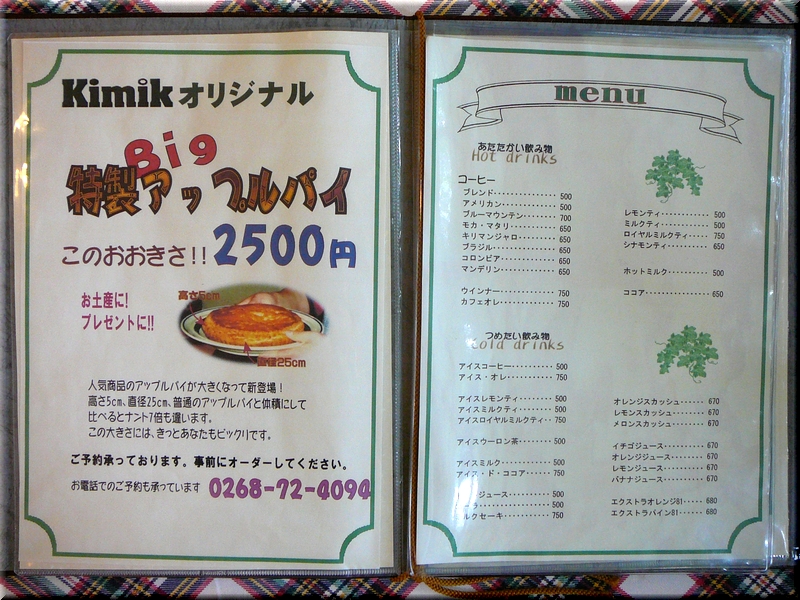 Kimikオリジナル
Big
特製アップルパイ
このおおきさ!! 2500円
お土産に!
プレゼントに!!
高さ5cm
直径25cm
人気商品のアップルパイが大きくなって新登場!
高さ5cm、直径25cm、普通のアップルパイと体積にして
比べるとナント7倍も違います。
この大きさには、きっとあなたもビックリです。
ご予約承っております。事前にオーダーしてください。
お電話でのご予約も承っています 0268-72-4094
menu
あたたかい飲み物
Hot drinks
コーヒー
ブレンド 500
アメリカン 500
ブルーマウンテン 700
モカ・マタリ 650
キリマンジャロ 650
ブラジル 650
コロンビア 650
マンデリン 650
ウインナー 750
カフェオレ 750
レモンティ 500
ミルクティ 500
ロイヤルミルクティ 750
シナモンティ 650
ホットミルク 500
ココア 650
つめたい飲み物
Cold drinks
アイスコーヒー 500
アイス・オレ 750
アイスレモンティ 500
アイスミルクティ 500
アイスロイヤルミルクティ 750
アイスウーロン茶 500
アイスミルク 500
アイス・ド・ココア 750
ジュース 500
500
ルクセーキ 750
オレンジスカッシュ 670
レモンスカッシュ 670
メロンスカッシュ 670
イチゴジュース 670
オレンジジュース 670
レモンジュース 670
バナナジュース 670
エクストラオレンジ81 680
エクストラパイン81 680